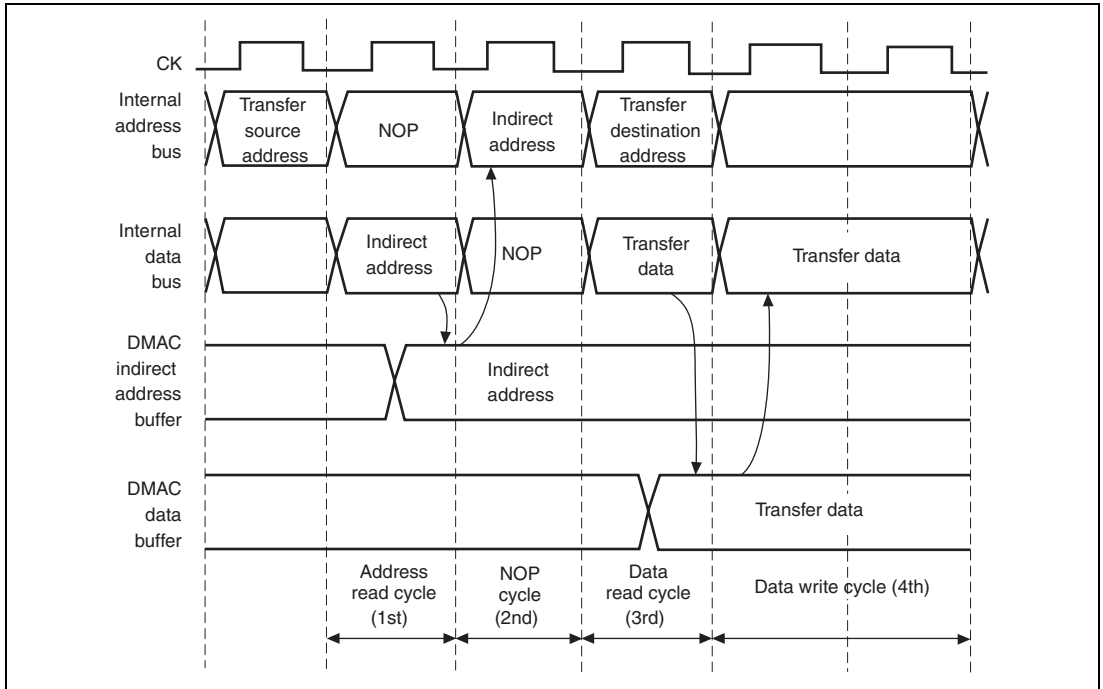 CK
Internal
address
bus
Transfer
source
address
NOP
Indirect
address
Transfer
destination
address
Internal
data
bus
Indirect
address
NOP
Transfer
data
Transfer data
DMAC
indirect
address
buffer
Indirect
address
DMAC
data
buffer
Transfer data
Address
read cycle
(1st)
NOP
cycle
(2nd)
Data
read cycle
(3rd)
Data write cycle (4th)